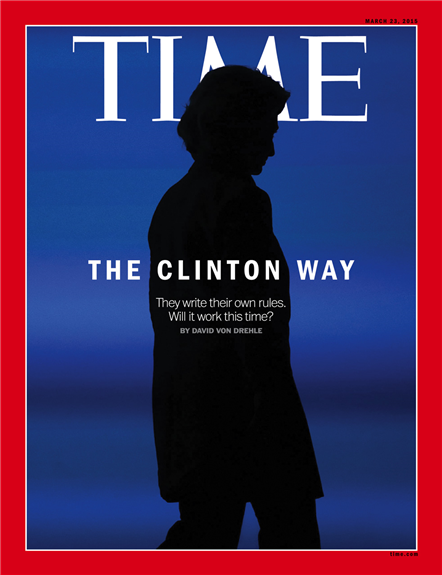 MARCH 23, 2015
TIME
THE CLINTON WAY
They write their own rules.
Will it work this time?
BY DAVID VON DREHLE
time.com